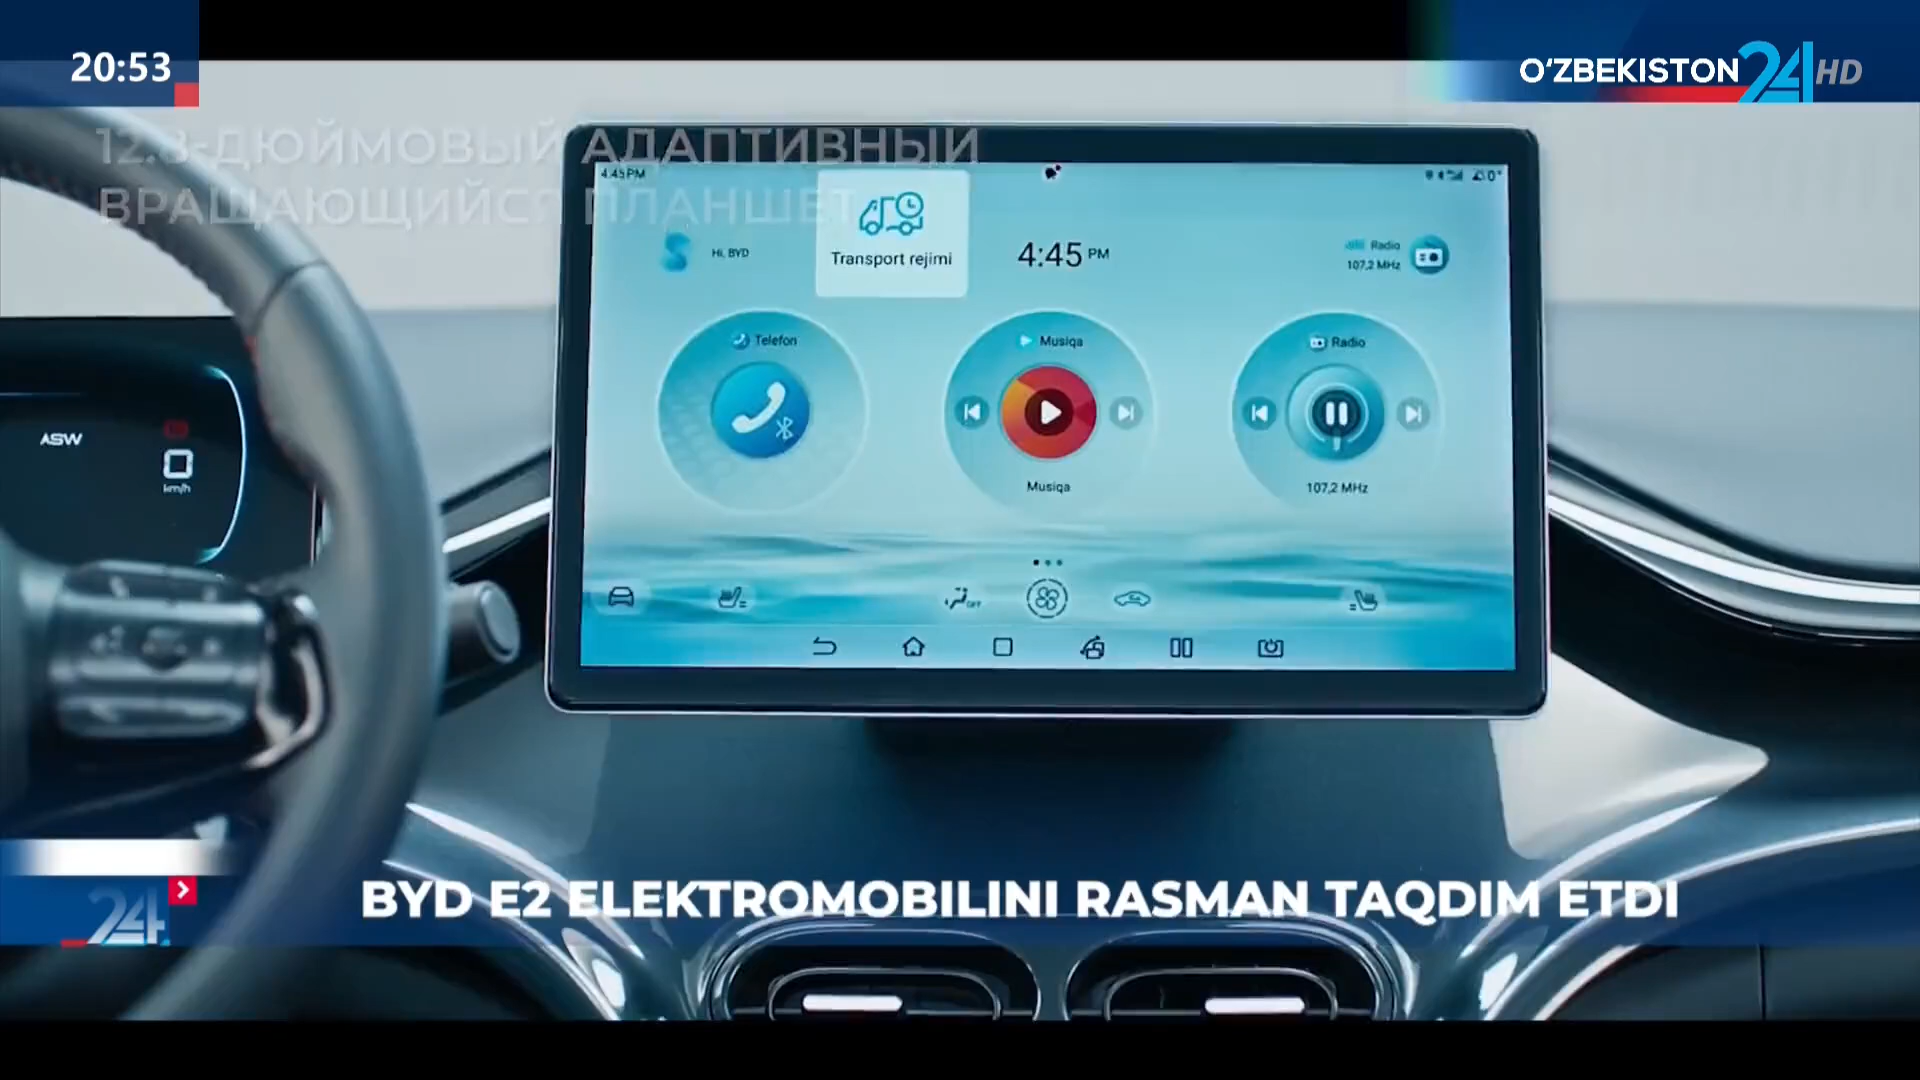 20:53
O‘ZBEKISTON 24 HD
12.8-ДЮЙМОВЫЙ АДАПТИВНЫЙ
ВРАЩАЮЩИЙСЯ ПЛАНШЕТ
4:45 PM
Hi, BYD
Transport rejimi
4:45 PM
Radio
107,2 MHz
Telefon
Musiqa
Radio
ASW
0
km/h
Musiqa
107,2 MHz
OFF
24
BYD E2 ELEKTROMOBILINI RASMAN TAQDIM ETDI